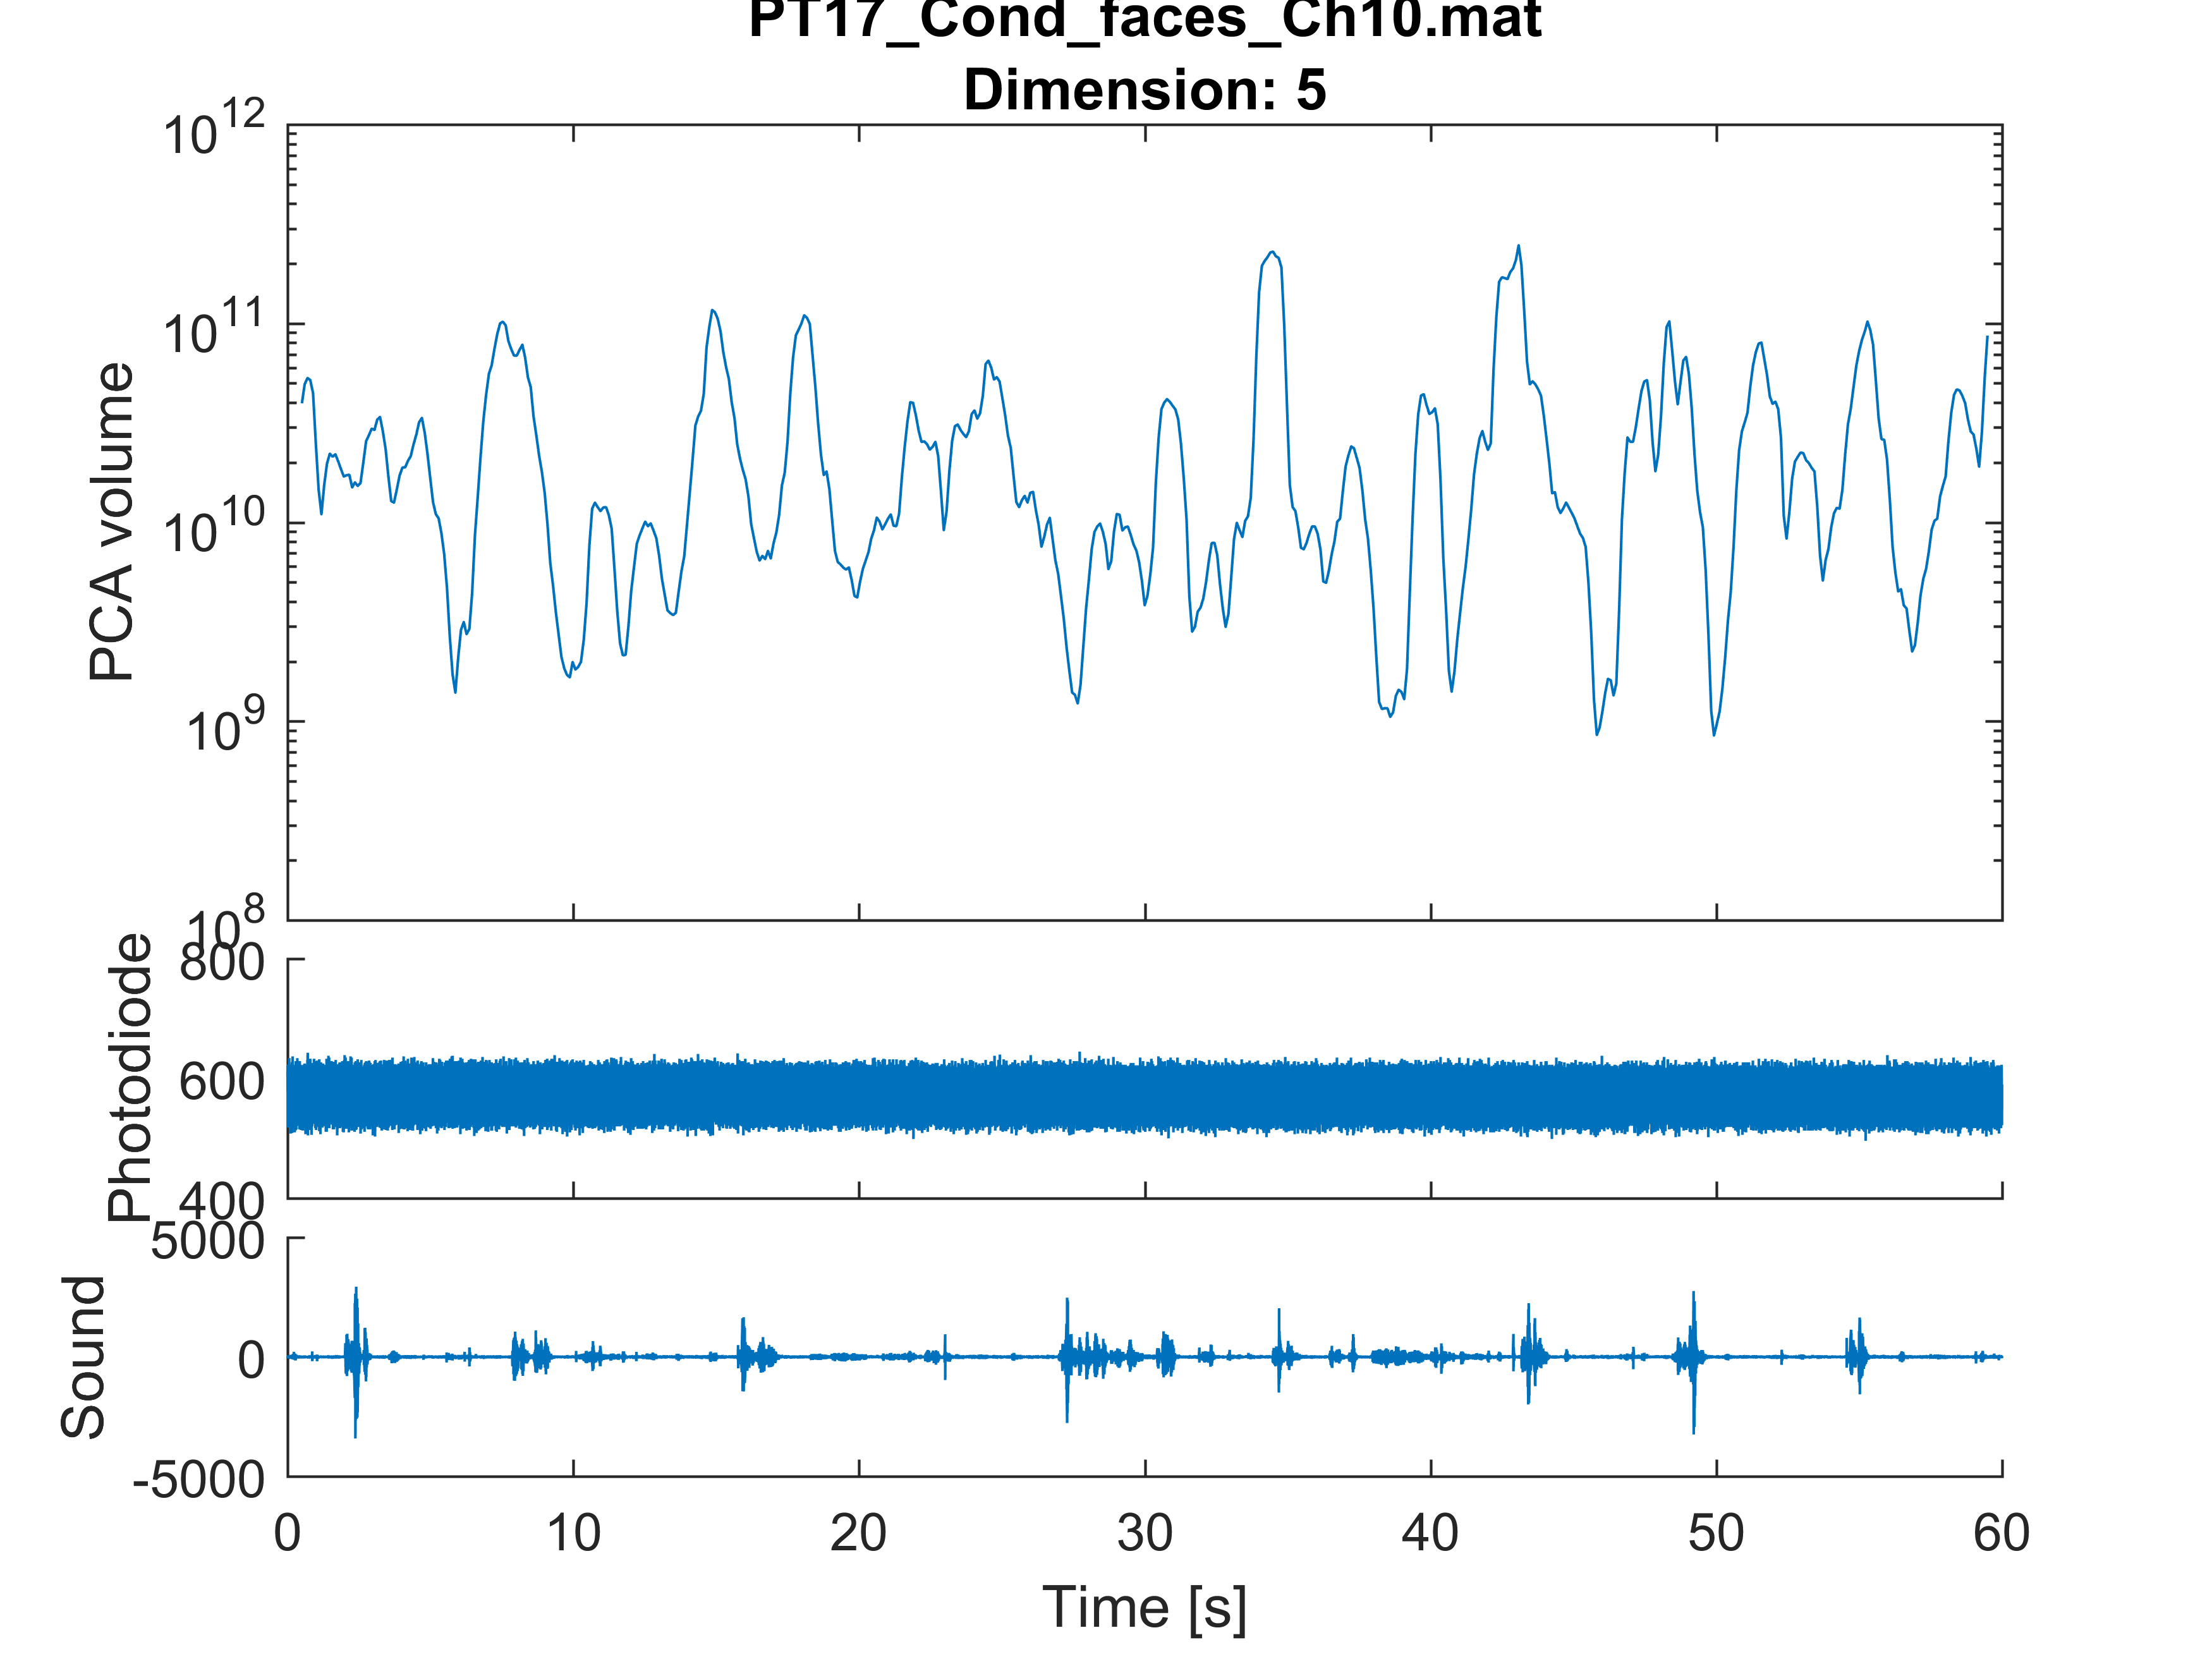 PT17_Cond_faces_Ch10.mat
Dimension: 5
10^12
10^11
10^10
10^9
10^8
PCA volume
800
600
400
Photodiode
5000
0
-5000
Sound
0 10 20 30 40 50 60
Time [s]